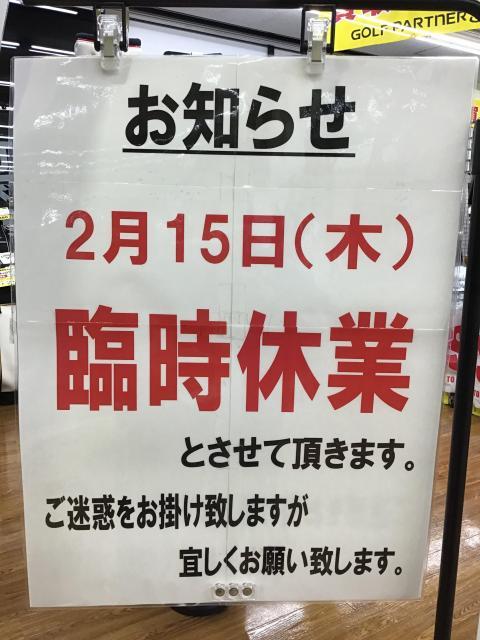 GOLF PARTNER
お知らせ
2月15日(木)
臨時休業
とさせて頂きます。
ご迷惑をお掛け致しますが
宜しくお願い致します。